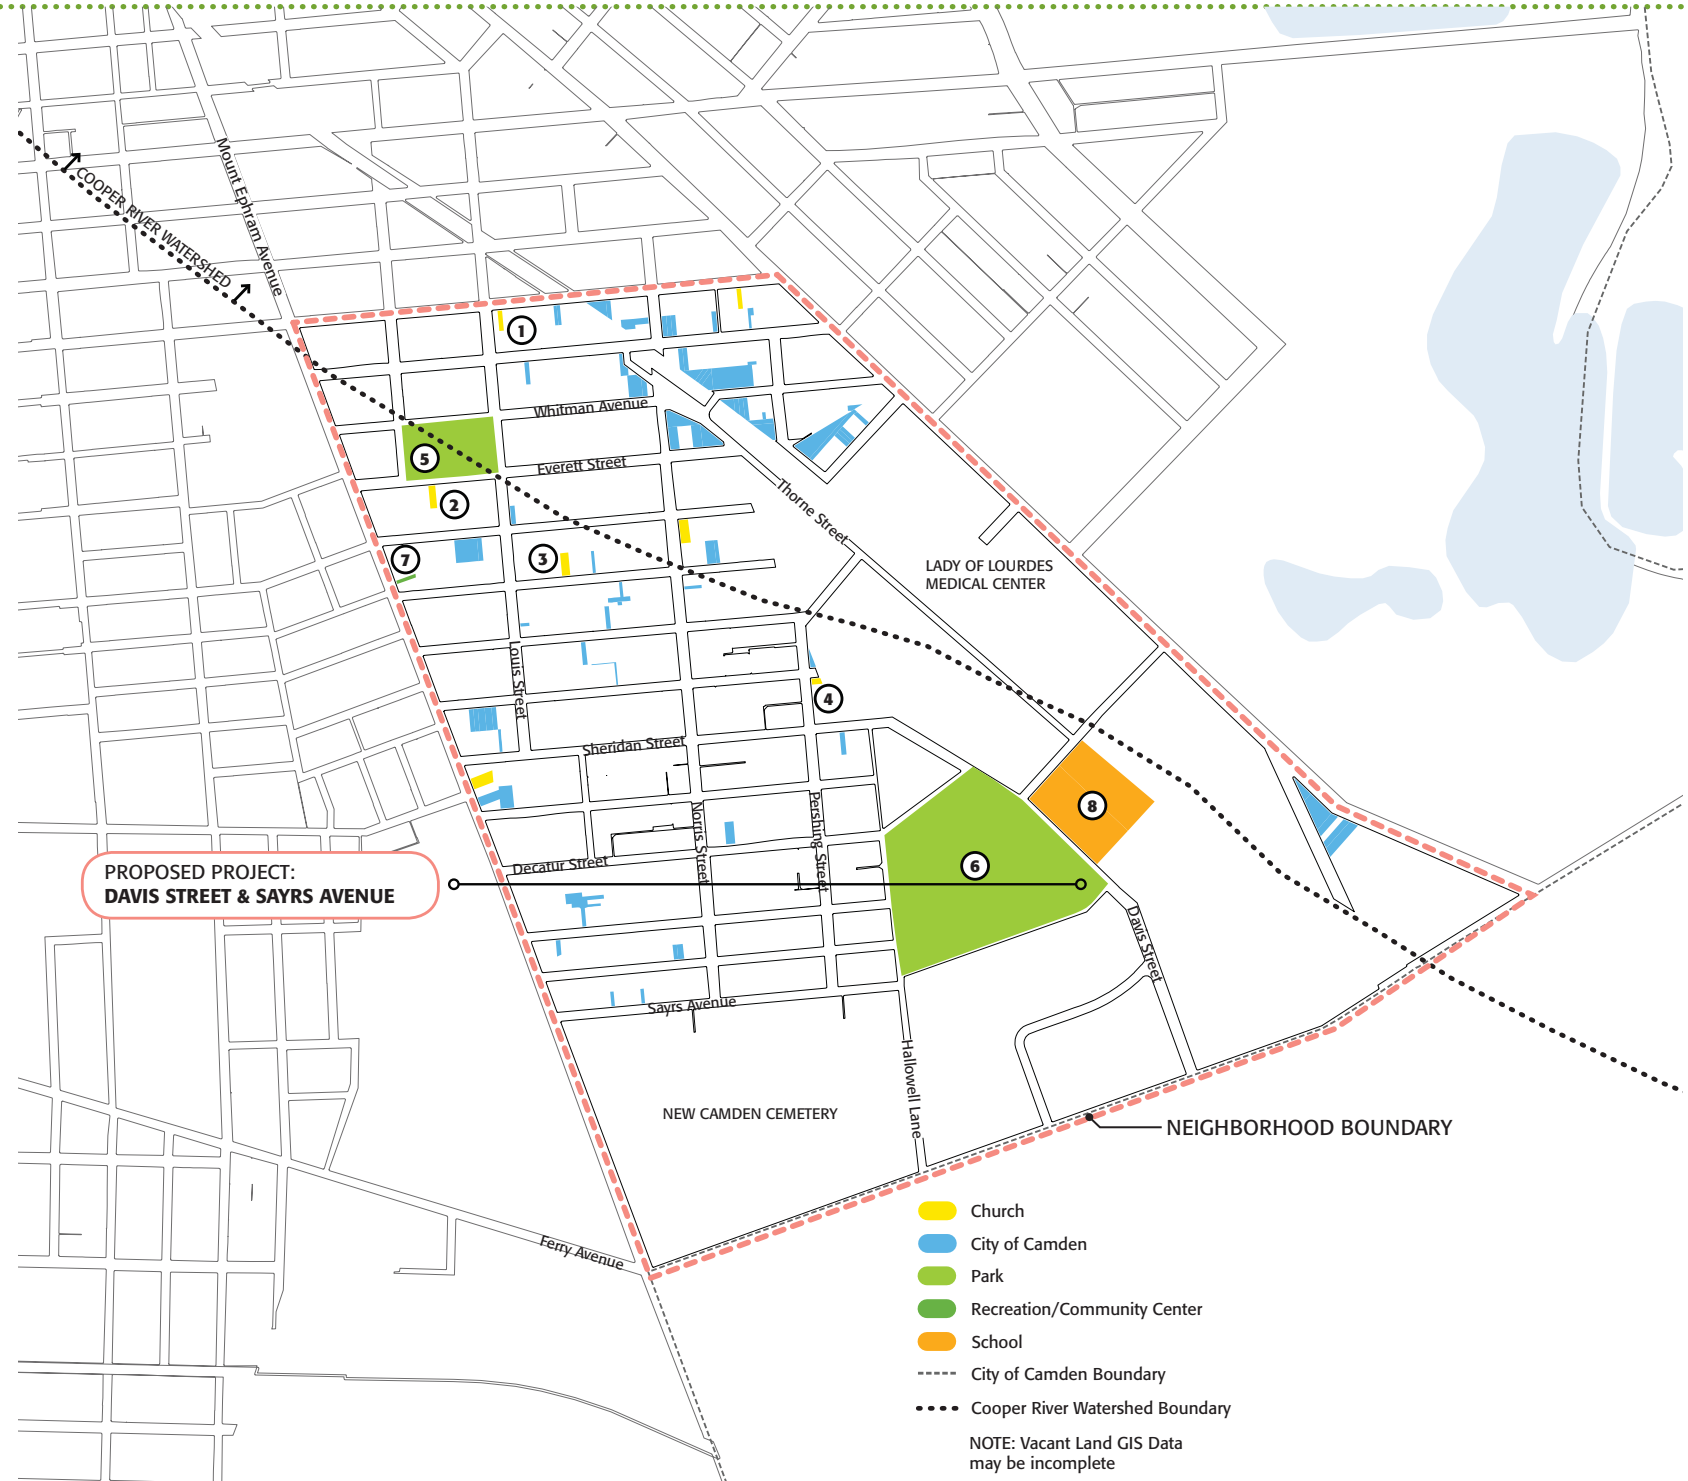 Mount Ephram Avenue
COOPER RIVER WATERSHED
1
Whitman Avenue
5
Everett Street
2
Thorne Street
7
3
LADY OF LOURDES
MEDICAL CENTER
Louis Street
4
Sheridan Street
8
Norris Street
Pershing Street
Decatur Street
6
PROPOSED PROJECT:
DAVIS STREET & SAYRS AVENUE
Davis Street
Sayrs Avenue
Hallowell Lane
NEW CAMDEN CEMETERY
NEIGHBORHOOD BOUNDARY
Ferry Avenue
Church
City of Camden
Park
Recreation/Community Center
School
City of Camden Boundary
Cooper River Watershed Boundary
NOTE: Vacant Land GIS Data
may be incomplete